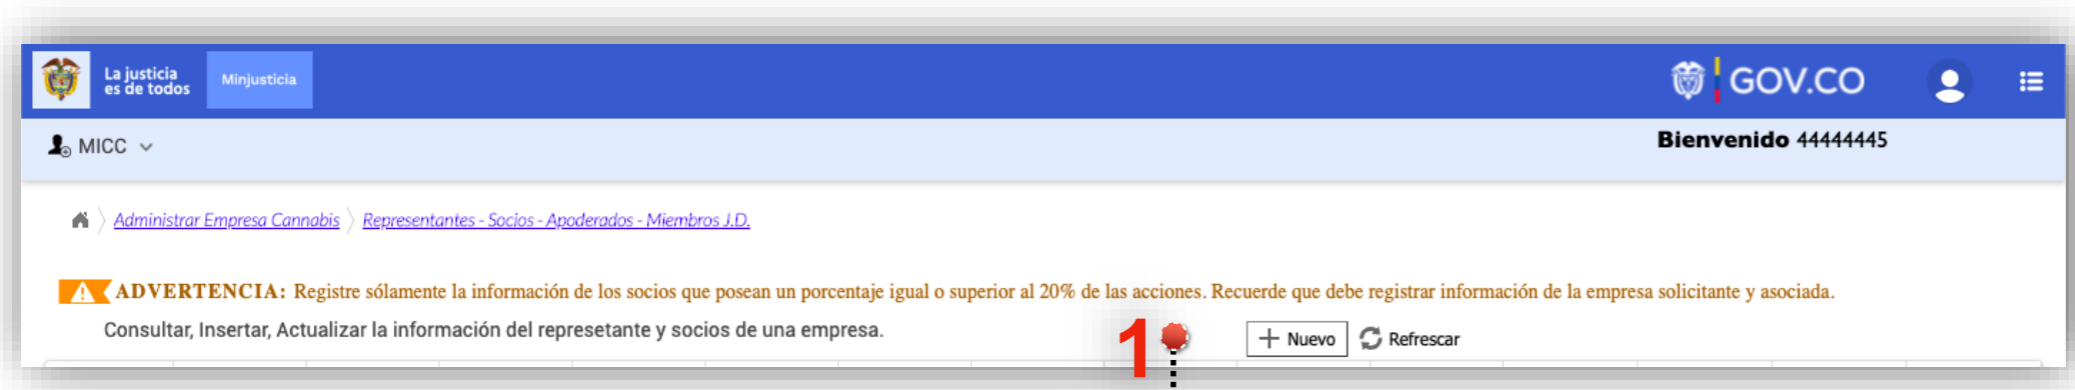 La justicia
es de todos
Minjusticia
GOV.CO
MICC
Bienvenido 44444445
Administrar Empresa Cannabis
Representantes - Socios - Apoderados - Miembros J.D.
ADVERTENCIA: Registre sólamente la información de los socios que posean un porcentaje igual o superior al 20% de las acciones. Recuerde que debe registrar información de la empresa solicitante y asociada.
Consultar, Insertar, Actualizar la información del represetante y socios de una empresa.
1
Nuevo
Refrescar